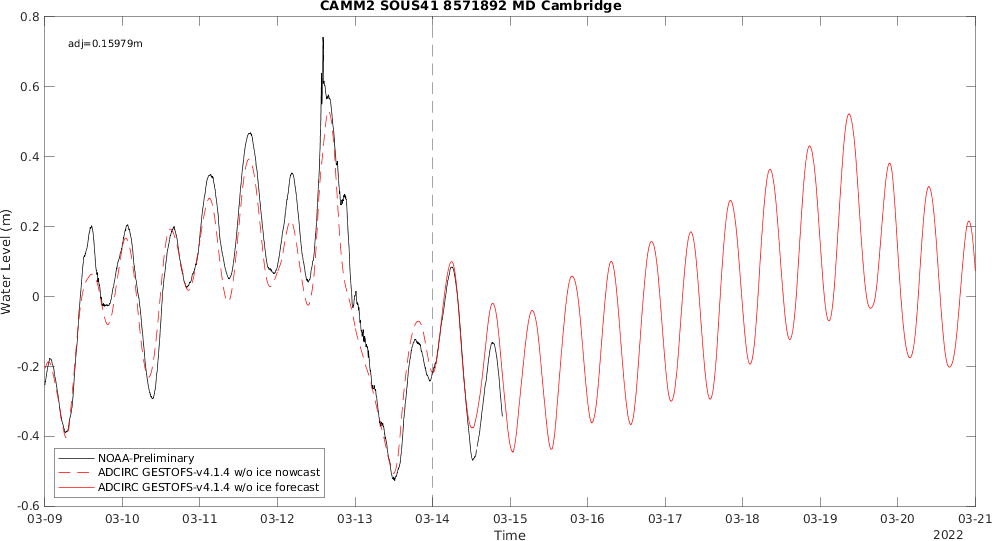 CAMM2 SOUS41 8571892 MD Cambridge
adj=0.15979m
0.8
0.6
0.4
0.2
0
-0.2
-0.4
-0.6
Water Level (m)
NOAA-Preliminary
ADCIRC GESTOFS-v4.1.4 w/o ice nowcast
ADCIRC GESTOFS-v4.1.4 w/o ice forecast
03-09 03-10 03-11 03-12 03-13 03-14 03-15 03-16 03-17 03-18 03-19 03-20 03-21
Time
2022